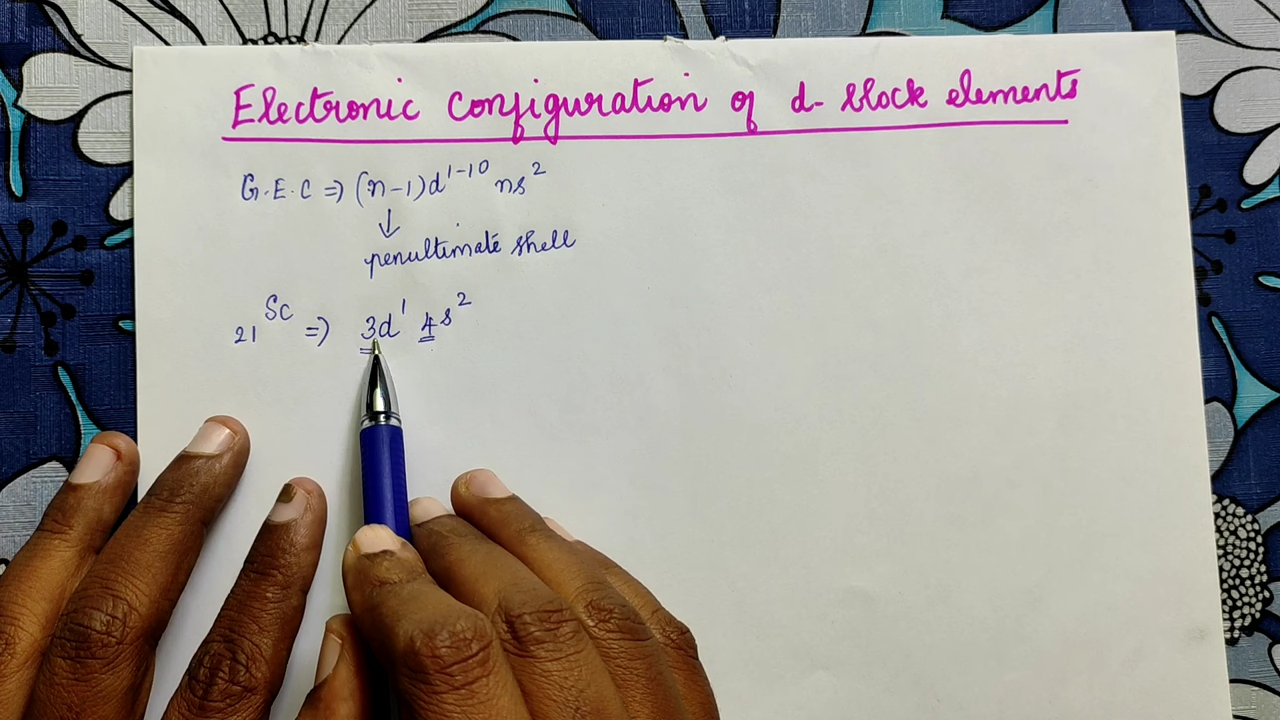 Electronic configuration of d-block elements
G.E.C ⇒ (n-1)d¹⁻¹⁰ ns²
↓
penultimate shell
₂₁Sc ⇒ 3d¹ 4s²